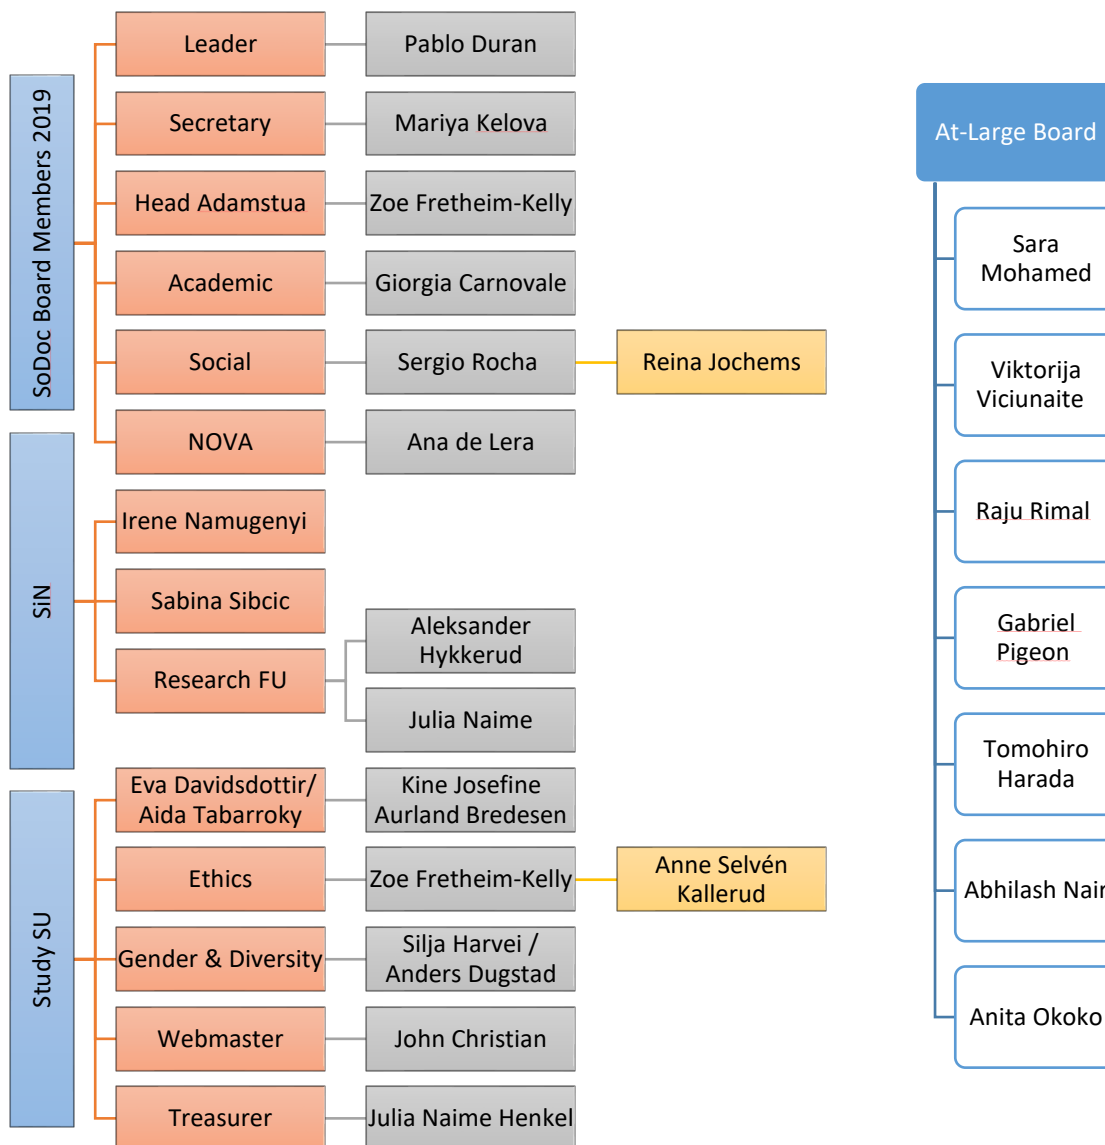 SoDoc Board Members 2019
Leader
Pablo Duran
Secretary
Mariya Kelova
Head Adamstua
Zoe Fretheim-Kelly
Academic
Giorgia Carnovale
Social
Sergio Rocha
Reina Jochems
NOVA
Ana de Lera
SiN
Irene Namugenyi
Sabina Sibcic
Research FU
Aleksander
Hykkerud
Julia Naime
Study SU
Eva Davidsdottir/
Aida Tabarroky
Kine Josefine
Aurland Bredesen
Ethics
Zoe Fretheim-Kelly
Anne Selvén
Kallerud
Gender & Diversity
Silja Harvei /
Anders Dugstad
Webmaster
John Christian
Treasurer
Julia Naime Henkel
At-Large Board
Sara
Mohamed
Viktorija
Viciunaite
Raju Rimal
Gabriel
Pigeon
Tomohiro
Harada
Abhilash Nair
Anita Okoko